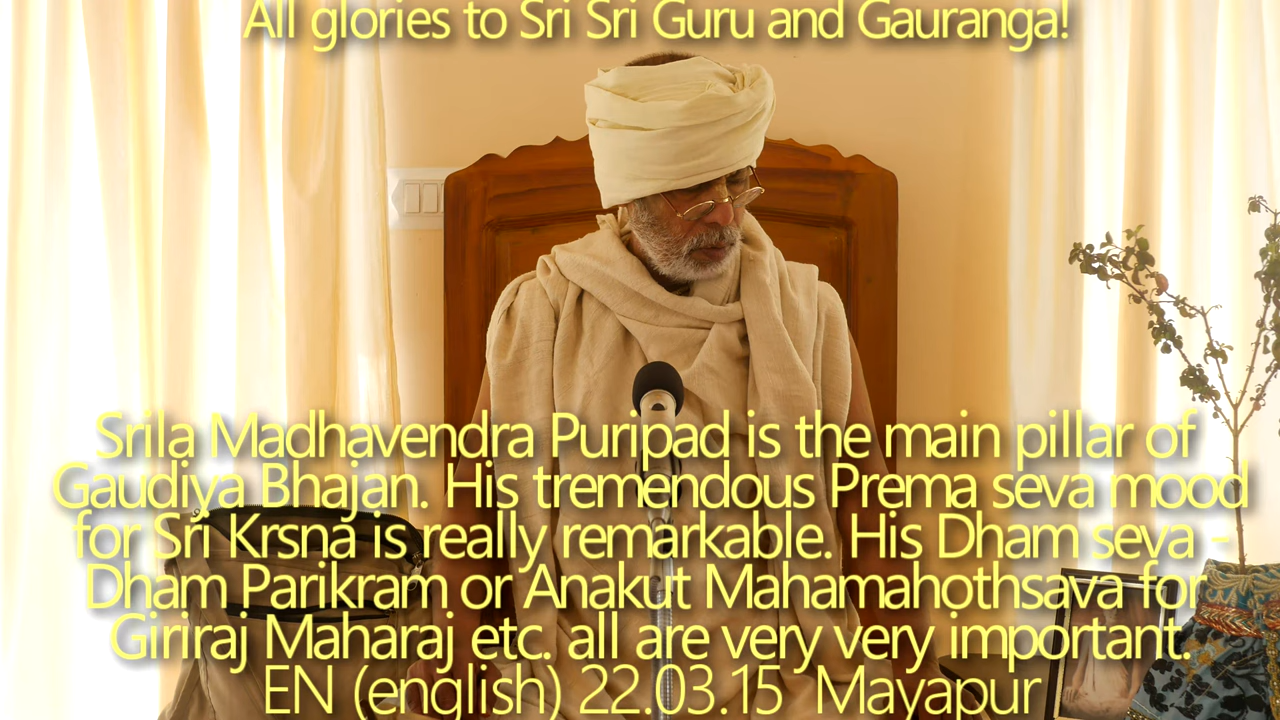 All glories to Sri Sri Guru and Gauranga!
Srila Madhavendra Puripad is the main pillar of
Gaudiya Bhajan. His tremendous Prema seva mood
for Sri Krsna is really remarkable. His Dham seva -
Dham Parikram or Anakut Mahamahothsava for
Giriraj Maharaj etc. all are very very important.
EN (english) 22.03.15 Mayapur